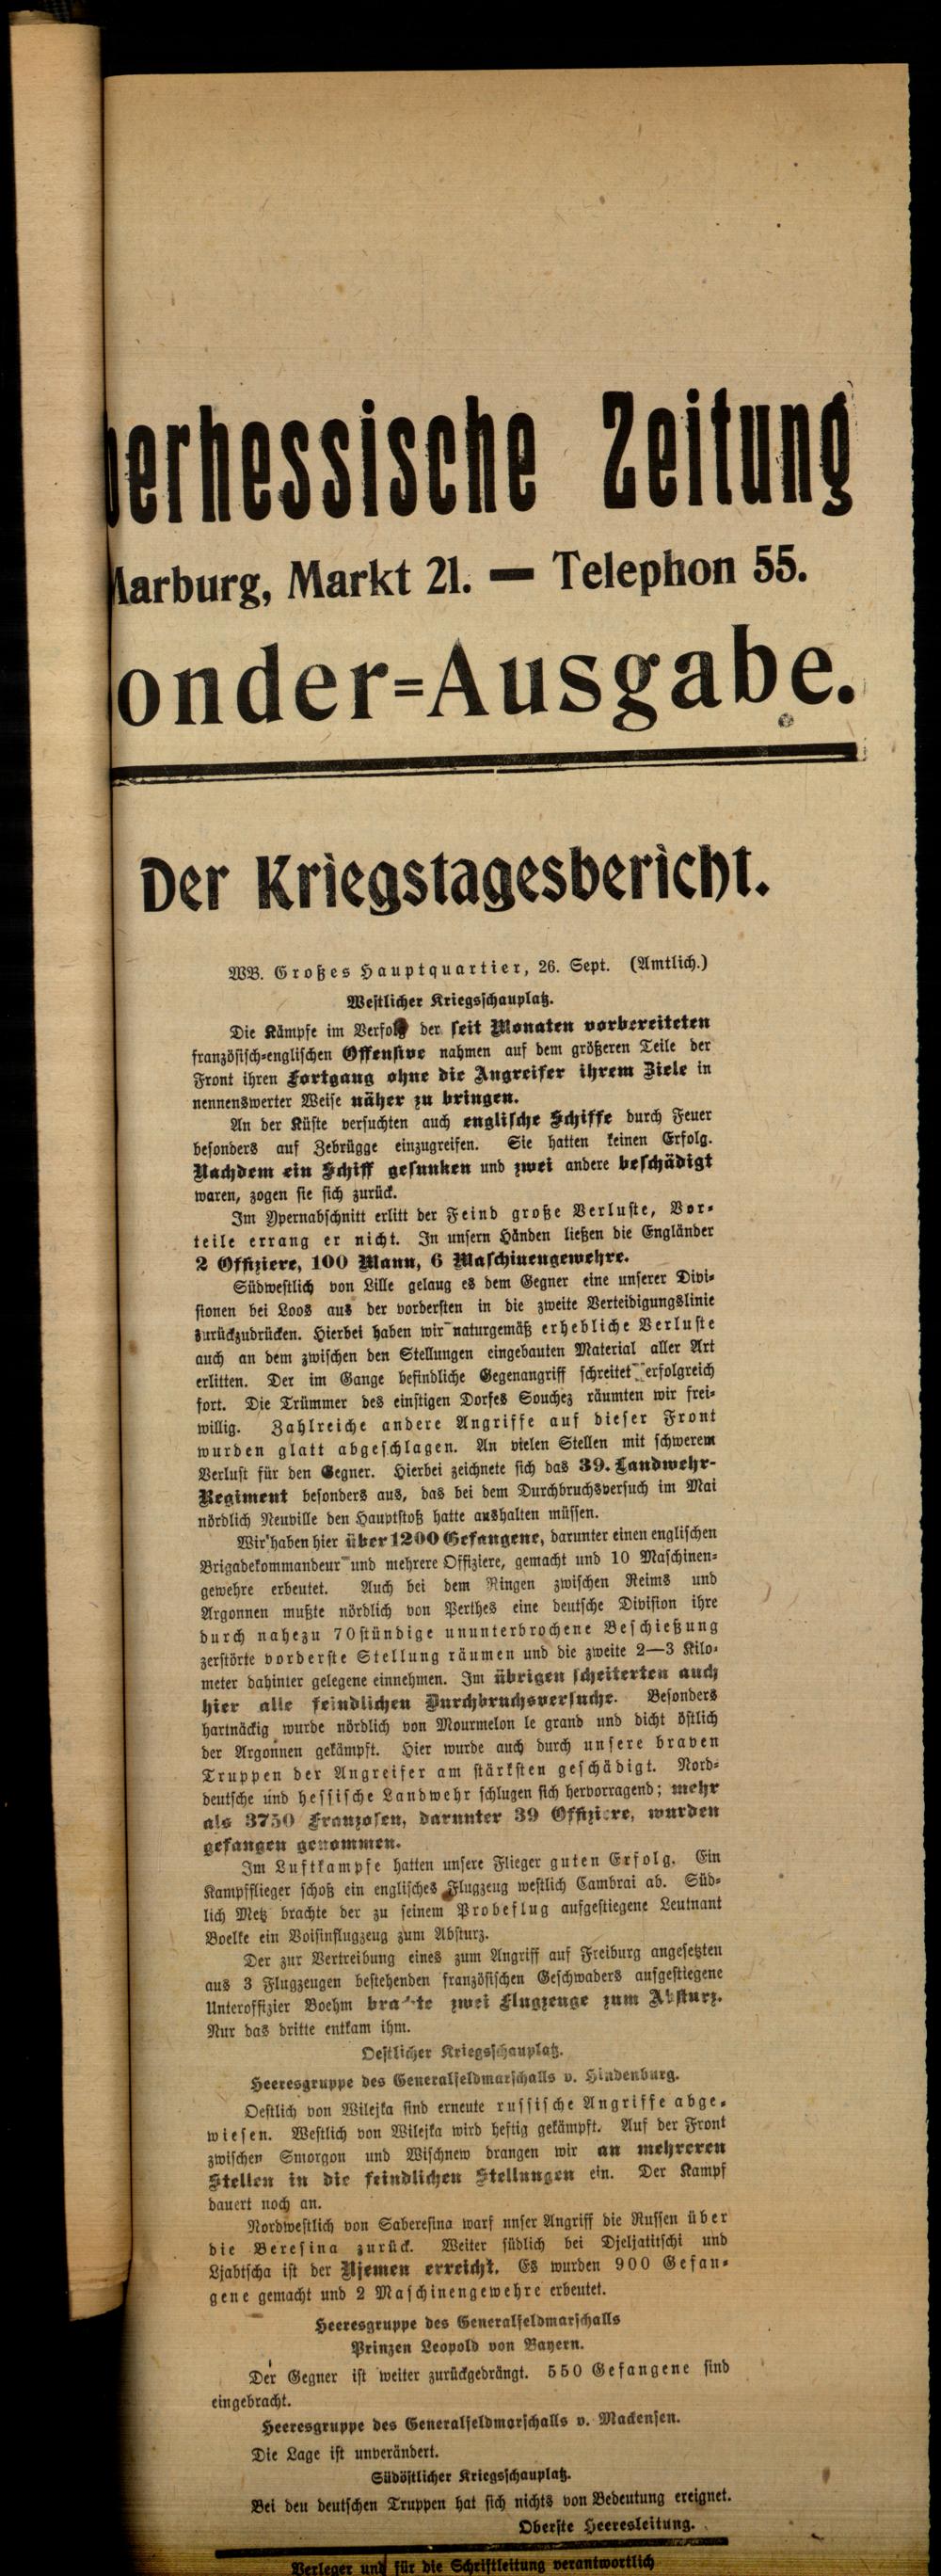 berhessische Zeitung
Marburg, Markt 21. — Telephon 55.
onder=Ausgabe.
Der Kriegstagesbericht.
WB. Großes Hauptquartier, 26. Sept. (Amtlich.)
Westlicher Kriegsschauplatz.
Die Kämpfe im Verfolg der seit Monaten vorbereiteten
französisch-englischen Offensive nahmen auf dem größeren Teile der
Front ihren Fortgang ohne die Angreifer ihrem Ziele in
nennenswerter Weise näher zu bringen.
An der Küste versuchten auch englische Schiffe durch Feuer
besonders auf Zebrügge einzugreifen. Sie hatten keinen Erfolg.
Nachdem ein Schiff gesunken und zwei andere beschädigt
waren, zogen sie sich zurück.
Im Ypernabschnitt erlitt der Feind große Verluste, Vor-
teile errang er nicht. In unsern Händen ließen die Engländer
2 Offiziere, 100 Mann, 6 Maschinengewehre.
Südwestlich von Lille gelang es dem Gegner eine unserer Divi-
sionen bei Loos aus der vordersten in die zweite Verteidigungslinie
zurückzudrücken. Hierbei haben wir naturgemäß erhebliche Verluste
auch an dem zwischen den Stellungen eingebauten Material aller Art
erlitten. Der im Gange befindliche Gegenangriff schreitet erfolgreich
fort. Die Trümmer des einstigen Dorfes Souchez räumten wir frei-
willig. Zahlreiche andere Angriffe auf dieser Front
wurden glatt abgeschlagen. An vielen Stellen mit schwerem
Verlust für den Gegner. Hierbei zeichnete sich das 39. Landwehr-
Regiment besonders aus, das bei dem Durchbruchsversuch im Mai
nördlich Neuville den Hauptstoß hatte aushalten müssen.
Wir haben hier über 1200 Gefangene, darunter einen englischen
Brigadekommandeur und mehrere Offiziere, gemacht und 10 Maschinen-
gewehre erbeutet. Auch bei dem Ringen zwischen Reims und
Argonnen mußte nördlich von Perthes eine deutsche Division ihre
durch nahezu 70stündige ununterbrochene Beschießung
zerstörte vorderste Stellung räumen und die zweite 2—3 Kilo-
meter dahinter gelegene einnehmen. Im übrigen scheiterten auch
hier alle feindlichen Durchbruchsversuche. Besonders
hartnäckig wurde nördlich von Mourmelon le grand und dicht östlich
der Argonnen gekämpft. Hier wurde auch durch unsere braven
Truppen der Angreifer am stärksten geschädigt. Nord-
deutsche und hessische Landwehr schlugen sich hervorragend; mehr
als 3750 Franzosen, darunter 39 Offiziere, wurden
gefangen genommen.
Im Luftkampfe hatten unsere Flieger guten Erfolg. Ein
Kampfflieger schoß ein englisches Flugzeug westlich Cambrai ab. Süd-
lich Metz brachte der zu seinem Probeflug aufgestiegene Leutnant
Boelke ein Voisinflugzeug zum Absturz.
Der zur Vertreibung eines zum Angriff auf Freiburg angesetzten
aus 3 Flugzeugen bestehenden französischen Geschwaders aufgestiegene
Unteroffizier Boehm brachte zwei Flugzeuge zum Absturz.
Nur das dritte entkam ihm.
Oestlicher Kriegsschauplatz.
Heeresgruppe des Generalfeldmarschalls v. Hindenburg.
Oestlich von Wilejka sind erneute russische Angriffe abge-
wiesen. Westlich von Wilejka wird heftig gekämpft. Auf der Front
zwischen Smorgon und Wischnew drangen wir an mehreren
Stellen in die feindlichen Stellungen ein. Der Kampf
dauert noch an.
Nordwestlich von Saberesina warf unser Angriff die Russen über
die Beresina zurück. Weiter südlich bei Djeljatitschi und
Ljabtscha ist der Njemen erreicht. Es wurden 900 Gefan-
gene gemacht und 2 Maschinengewehre erbeutet.
Heeresgruppe des Generalfeldmarschalls
Prinzen Leopold von Bayern.
Der Gegner ist weiter zurückgedrängt. 550 Gefangene sind
eingebracht.
Heeresgruppe des Generalfeldmarschalls v. Mackensen.
Die Lage ist unverändert.
Südöstlicher Kriegsschauplatz.
Bei den deutschen Truppen hat sich nichts von Bedeutung ereignet.
Oberste Heeresleitung.
Verleger und für die Schriftleitung verantwortlich